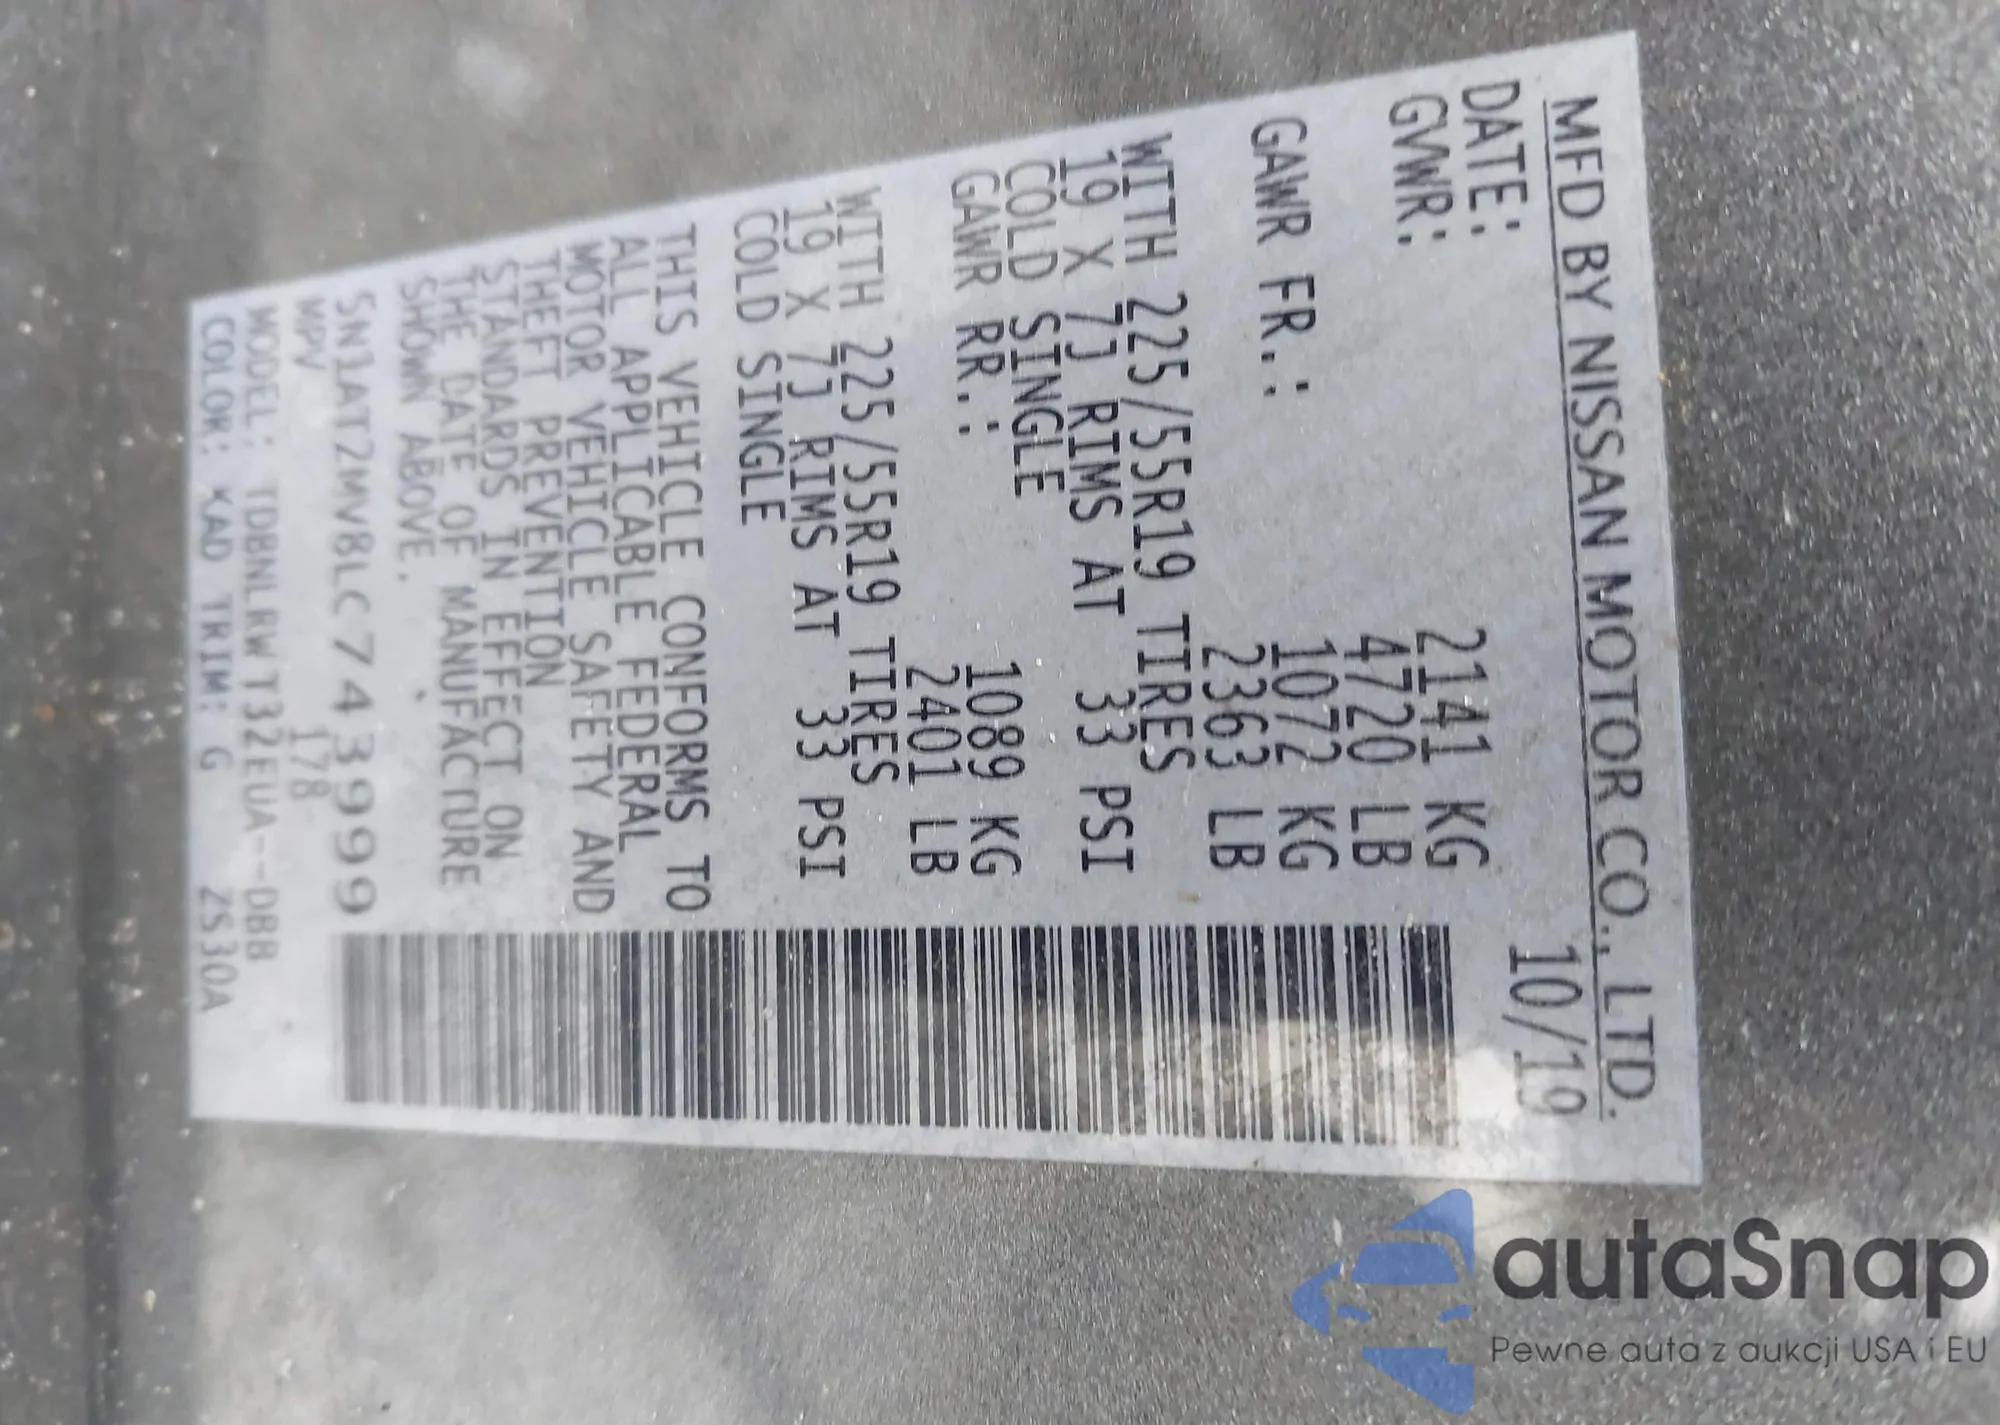 MFD BY NISSAN MOTOR CO., LTD.
DATE: 10/19
GVWR: 2141 KG
4720 LB
GAWR FR.: 1072 KG
2363 LB
WITH 225/55R19 TIRES
19 X 7J RIMS AT 33 PSI
COLD SINGLE
GAWR RR.: 1089 KG
2401 LB
WITH 225/55R19 TIRES
19 X 7J RIMS AT 33 PSI
COLD SINGLE
THIS VEHICLE CONFORMS TO
ALL APPLICABLE FEDERAL
MOTOR VEHICLE SAFETY AND
THEFT PREVENTION
STANDARDS IN EFFECT ON
THE DATE OF MANUFACTURE
SHOWN ABOVE.
5N1AT2MV8LC743999
MPV 178
MODEL: TDBNLRWT32EUA--DBB
COLOR: KAD TRIM: G 2S30A
autaSnap
Pewne auta z aukcji USA i EU